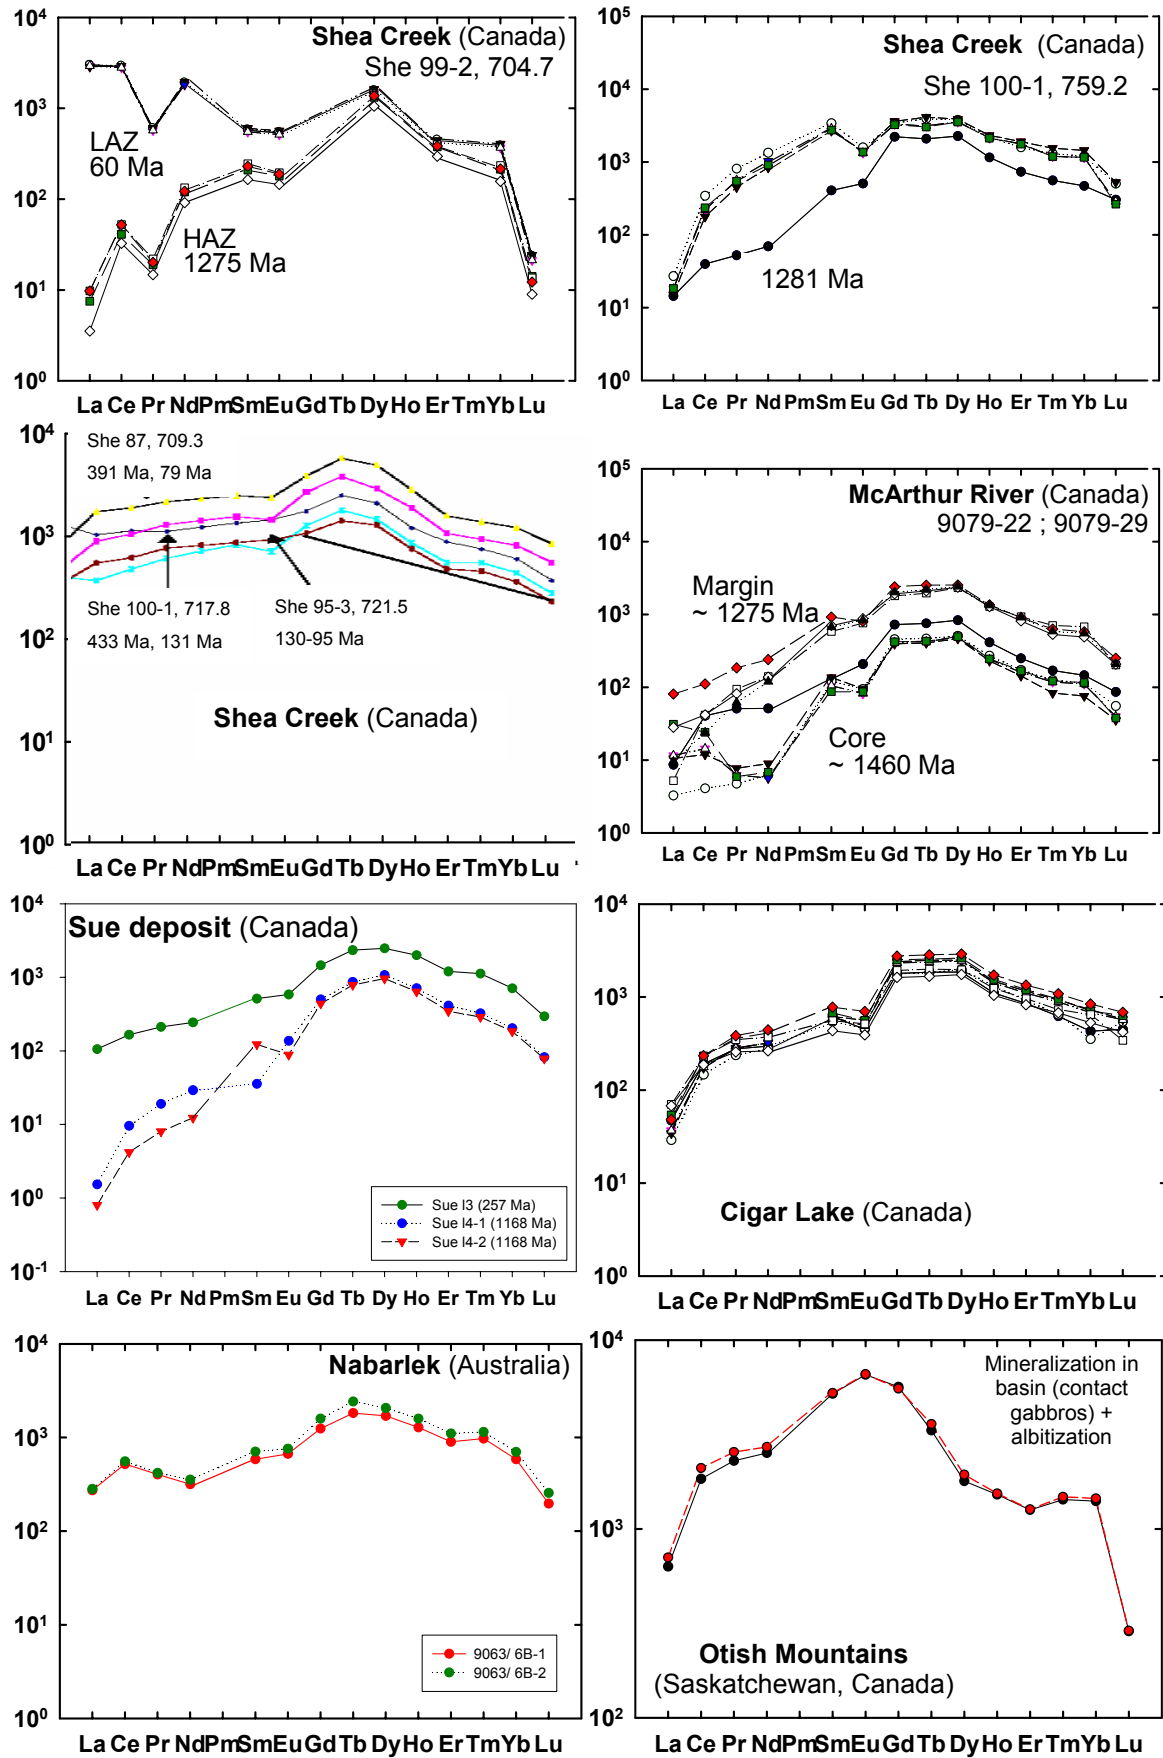 10⁴
10³
10²
10¹
10⁰
Shea Creek (Canada)
She 99-2, 704.7
LAZ
60 Ma
HAZ
1275 Ma
La Ce Pr Nd Pm Sm Eu Gd Tb Dy Ho Er Tm Yb Lu
10⁵
10⁴
10³
10²
10¹
10⁰
Shea Creek (Canada)
She 100-1, 759.2
1281 Ma
La Ce Pr Nd Pm Sm Eu Gd Tb Dy Ho Er Tm Yb Lu
10⁴
10³
10²
10¹
10⁰
She 87, 709.3
391 Ma, 79 Ma
She 100-1, 717.8
433 Ma, 131 Ma
She 95-3, 721.5
130-95 Ma
Shea Creek (Canada)
La Ce Pr Nd Pm Sm Eu Gd Tb Dy Ho Er Tm Yb Lu
10⁵
10⁴
10³
10²
10¹
10⁰
McArthur River (Canada)
9079-22 ; 9079-29
Margin
~ 1275 Ma
Core
~ 1460 Ma
La Ce Pr Nd Pm Sm Eu Gd Tb Dy Ho Er Tm Yb Lu
10⁴
10³
10²
10¹
10⁰
10⁻¹
Sue deposit (Canada)
Sue I3 (257 Ma)
Sue I4-1 (1168 Ma)
Sue I4-2 (1168 Ma)
La Ce Pr Nd Pm Sm Eu Gd Tb Dy Ho Er Tm Yb Lu
10⁴
10³
10²
10¹
10⁰
Cigar Lake (Canada)
La Ce Pr Nd Pm Sm Eu Gd Tb Dy Ho Er Tm Yb Lu
10⁴
10³
10²
10¹
10⁰
Nabarlek (Australia)
9063/ 6B-1
9063/ 6B-2
La Ce Pr Nd Pm Sm Eu Gd Tb Dy Ho Er Tm Yb Lu
10⁴
10³
10²
Mineralization in
basin (contact
gabbros) +
albitization
Otish Mountains
(Saskatchewan, Canada)
La Ce Pr Nd Pm Sm Eu Gd Tb Dy Ho Er Tm Yb Lu